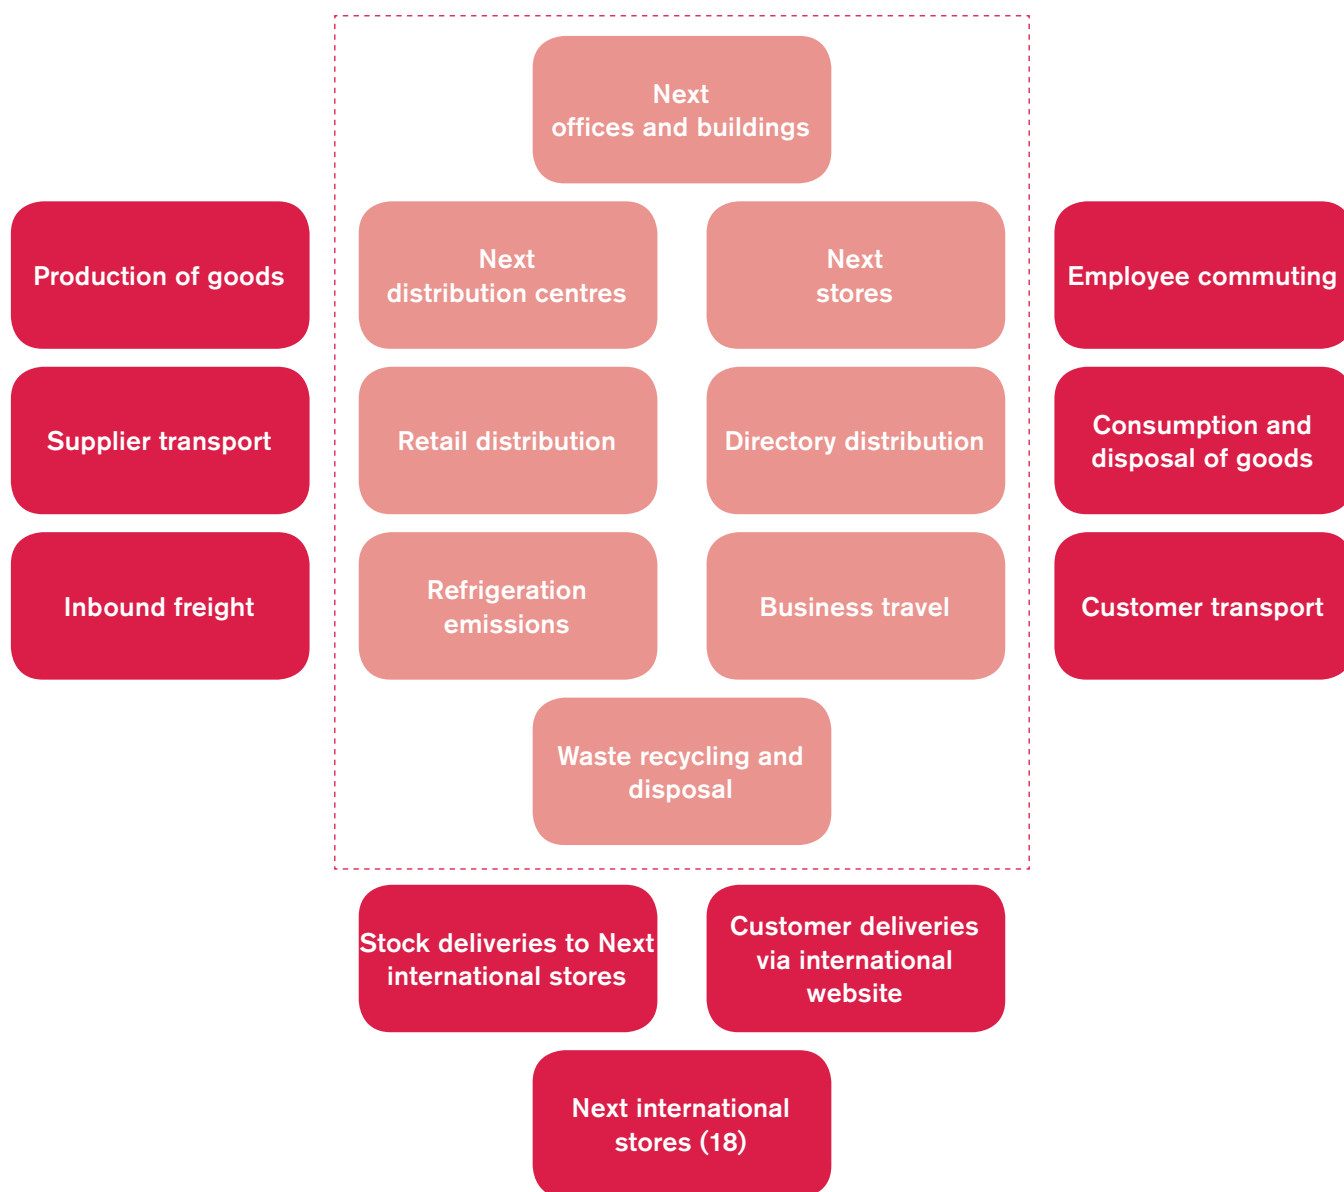 Next
offices and buildings
Production of goods
Next
distribution centres
Next
stores
Employee commuting
Supplier transport
Retail distribution
Directory distribution
Consumption and
disposal of goods
Inbound freight
Refrigeration
emissions
Business travel
Customer transport
Waste recycling and
disposal
Stock deliveries to Next
international stores
Customer deliveries
via international
website
Next international
stores (18)